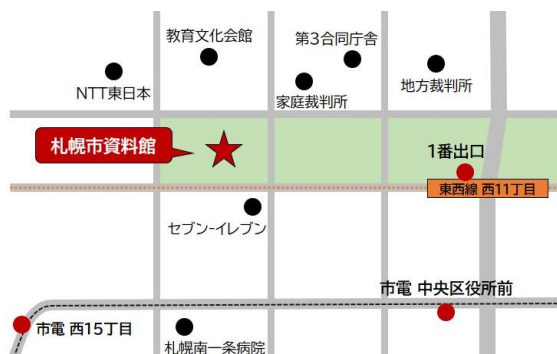 教育文化会館
第3合同庁舎
NTT東日本
家庭裁判所
地方裁判所
札幌市資料館
1番出口
東西線 西11丁目
セブン-イレブン
市電 中央区役所前
市電 西15丁目
札幌南一条病院